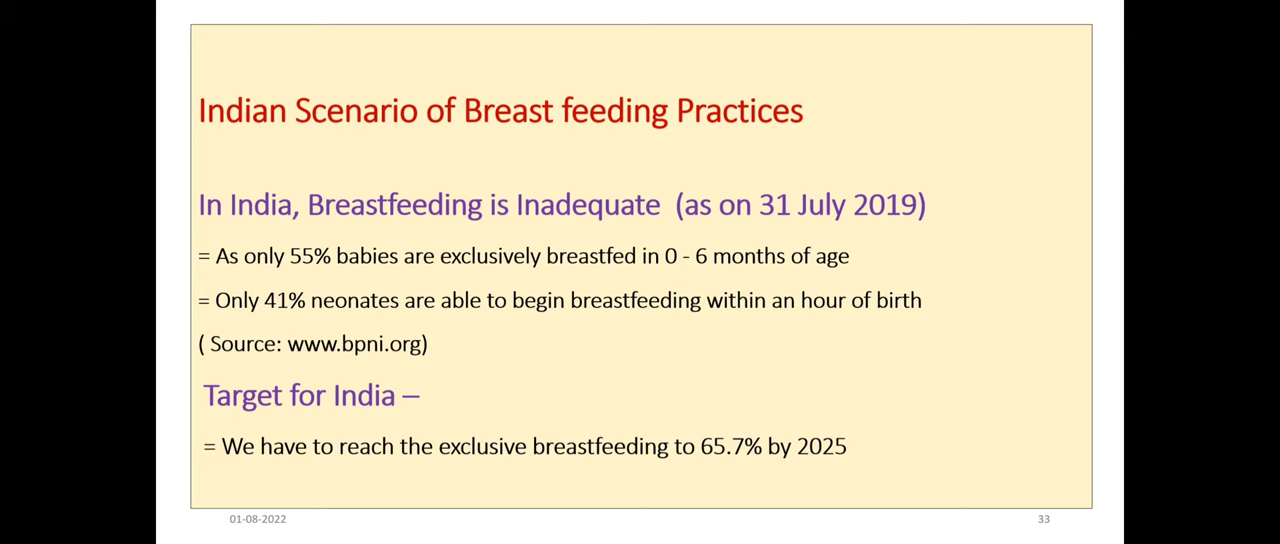 Indian Scenario of Breast feeding Practices
In India, Breastfeeding is Inadequate (as on 31 July 2019)
= As only 55% babies are exclusively breastfed in 0 - 6 months of age
= Only 41% neonates are able to begin breastfeeding within an hour of birth
( Source: www.bpni.org)
Target for India –
= We have to reach the exclusive breastfeeding to 65.7% by 2025
01-08-2022
33